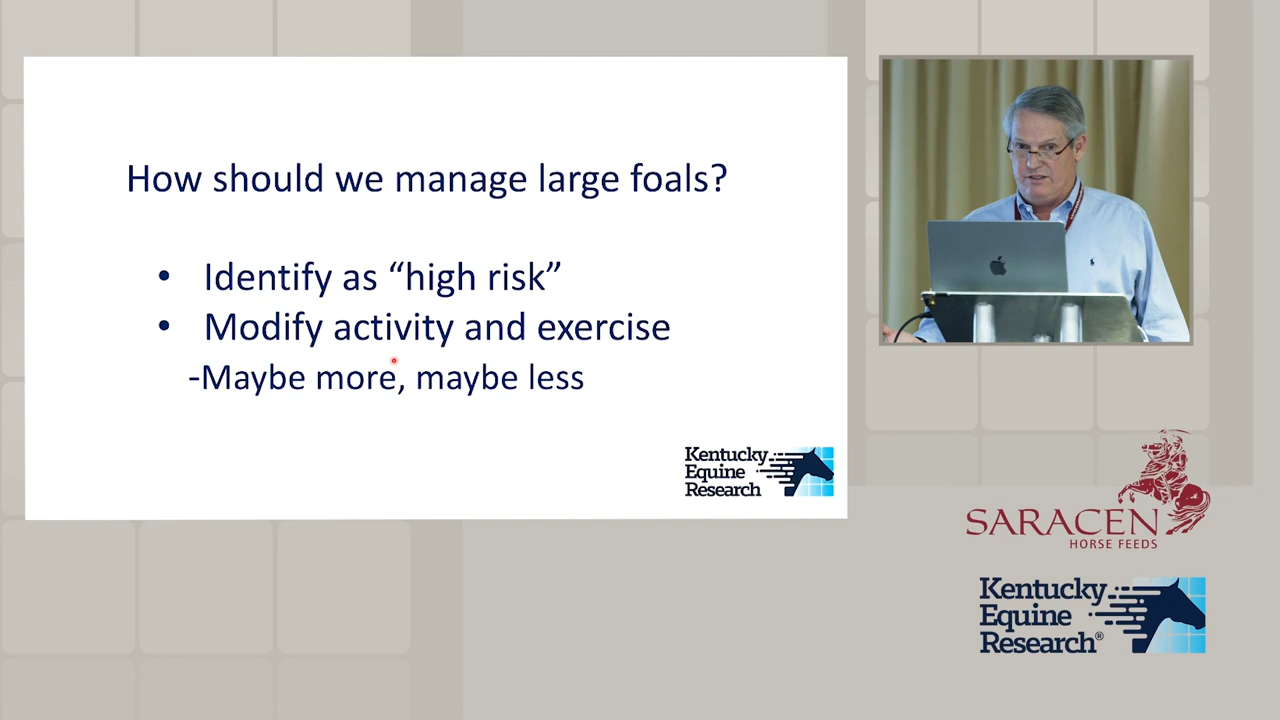 How should we manage large foals?
• Identify as “high risk”
• Modify activity and exercise
-Maybe more, maybe less
Kentucky
Equine
Research
SARACEN
HORSE FEEDS
Kentucky
Equine
Research®